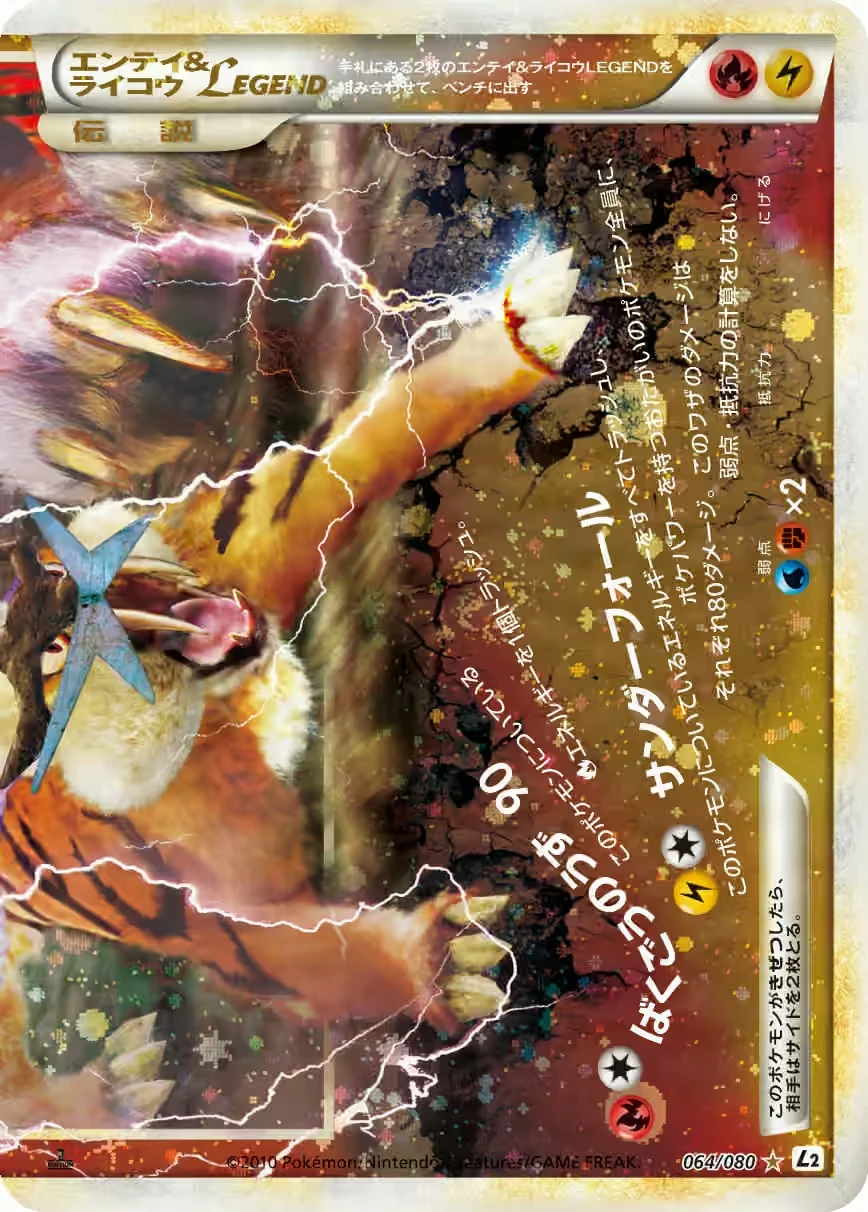 エンテイ&
ライコウ LEGEND
手札にある2枚のエンテイ&ライコウLEGENDを
組み合わせて、ベンチに出す。
伝説
ばくどうのうず 90
このポケモンについている
エネルギーを1個トラッシュ。
サンダーフォール
このポケモンについているエネルギーをすべてトラッシュし、
ポケパワーを持つおたがいのポケモン全員に、
それぞれ80ダメージ。このワザのダメージは
弱点・抵抗力の計算をしない。
弱点
×2
抵抗力
にげる
このポケモンがきぜつしたら、
相手はサイドを2枚とる。
1 EDITION
©2010 Pokémon/Nintendo/Creatures/GAME FREAK.
064/080
L2